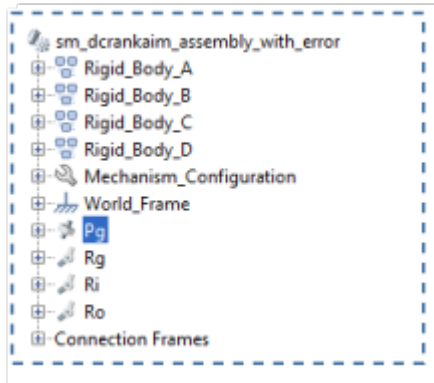 sm_dcrankaim_assembly_with_error
Rigid_Body_A
Rigid_Body_B
Rigid_Body_C
Rigid_Body_D
Mechanism_Configuration
World_Frame
Pg
Rg
Ri
Ro
Connection Frames